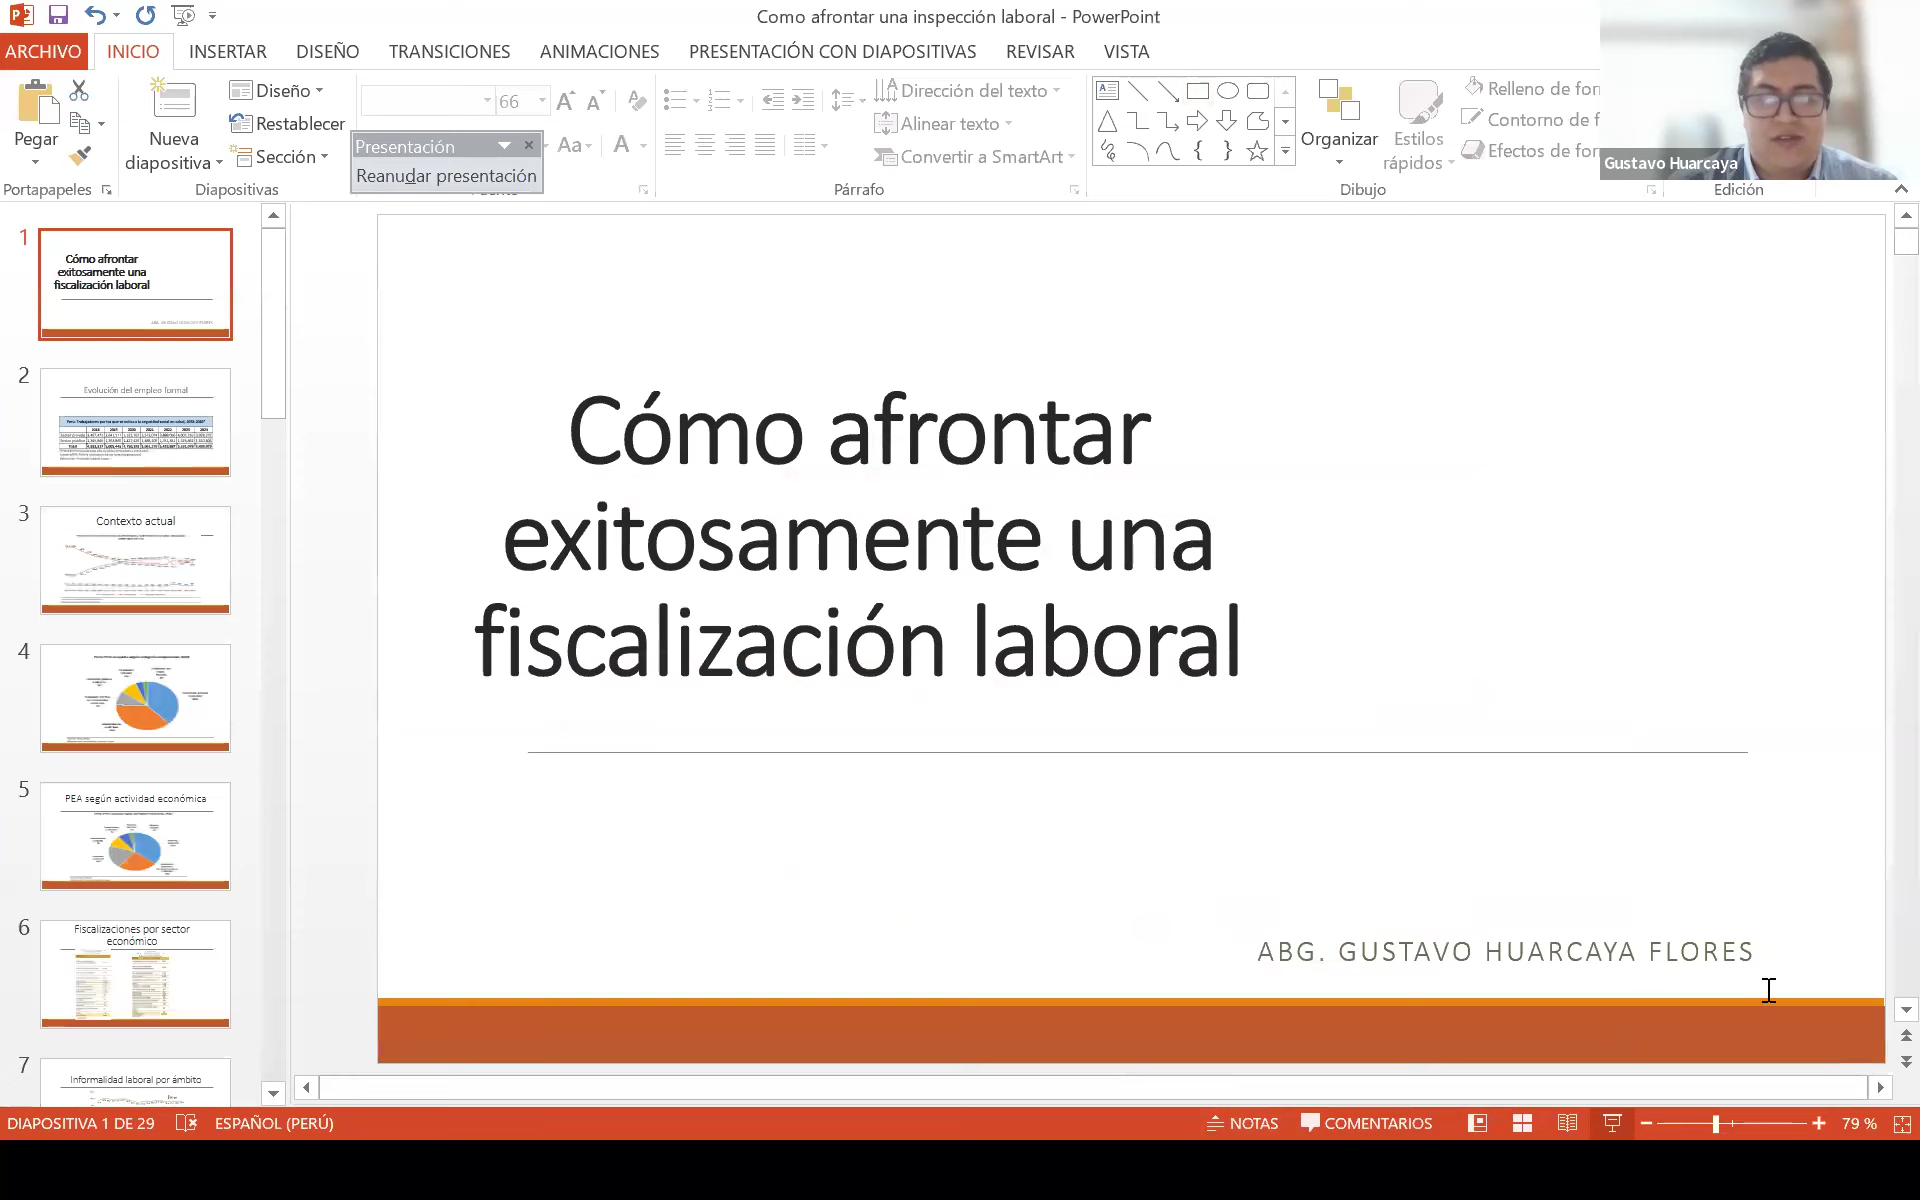 Como afrontar una inspección laboral - PowerPoint
ARCHIVO INICIO INSERTAR DISEÑO TRANSICIONES ANIMACIONES PRESENTACIÓN CON DIAPOSITIVAS REVISAR VISTA
Pegar
Nueva diapositiva
Diseño
Restablecer
Sección
66
Presentación
Reanudar presentación
Aa
A
Dirección del texto
Alinear texto
Convertir a SmartArt
Organizar
Estilos rápidos
Relleno de for
Contorno de f
Efectos de for
Gustavo Huarcaya
Portapapeles Diapositivas Párrafo Dibujo Edición
1
Cómo afrontar
exitosamente una
fiscalización laboral
2
Evolución del empleo formal
3
Contexto actual
4
5
PEA según actividad económica
6
Fiscalizaciones por sector
económico
7
Informalidad laboral por ámbito
Cómo afrontar
exitosamente una
fiscalización laboral
ABG. GUSTAVO HUARCAYA FLORES
DIAPOSITIVA 1 DE 29 ESPAÑOL (PERÚ) NOTAS COMENTARIOS 79 %